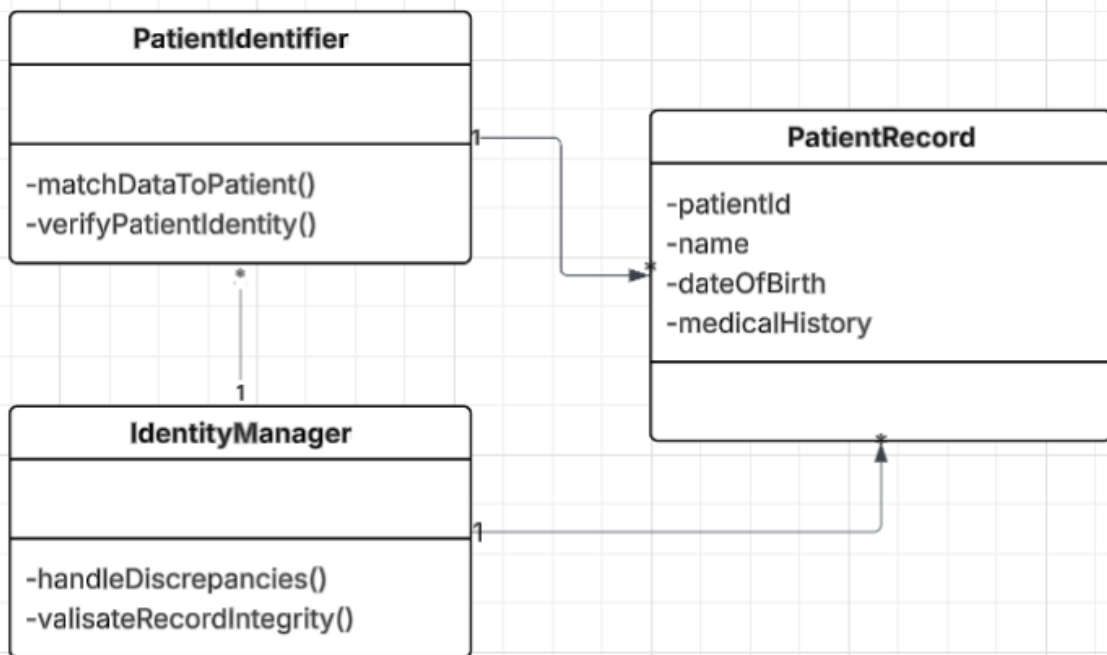 PatientIdentifier
-matchDataToPatient()
-verifyPatientIdentity()
1
*
PatientRecord
-patientId
-name
-dateOfBirth
-medicalHistory
*
1
IdentityManager
-handleDiscrepancies()
-valisateRecordIntegrity()
1
*